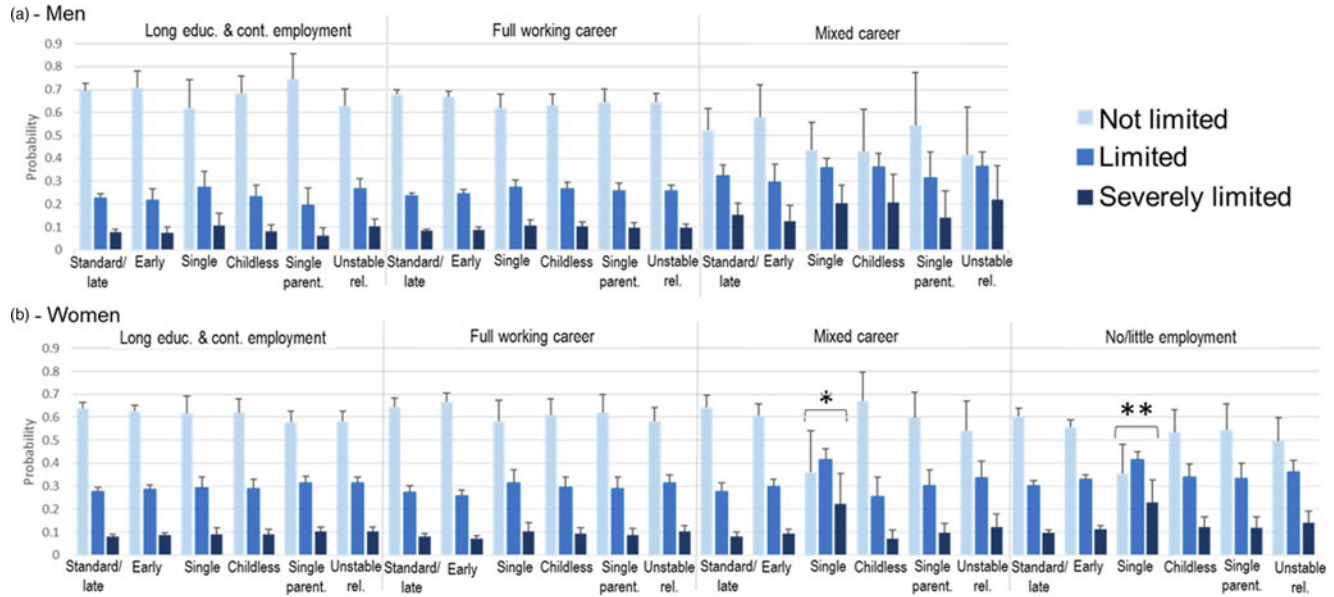 (a) - Men
Long educ. & cont. employment
Full working career
Mixed career
Probability
0.9
0.8
0.7
0.6
0.5
0.4
0.3
0.2
0.1
0
Standard/ late
Early
Single
Childless
Single parent.
Unstable rel.
Standard/ late
Early
Single
Childless
Single parent.
Unstable rel.
Standard/ late
Early
Single
Childless
Single parent.
Unstable rel.
Not limited
Limited
Severely limited
(b) - Women
Long educ. & cont. employment
Full working career
Mixed career
No/little employment
Probability
0.9
0.8
0.7
0.6
0.5
0.4
0.3
0.2
0.1
0
*
**
Standard/ late
Early
Single
Childless
Single parent.
Unstable rel.
Standard/ late
Early
Single
Childless
Single parent.
Unstable rel.
Standard/ late
Early
Single
Childless
Single parent.
Unstable rel.
Standard/ late
Early
Single
Childless
Single parent.
Unstable rel.